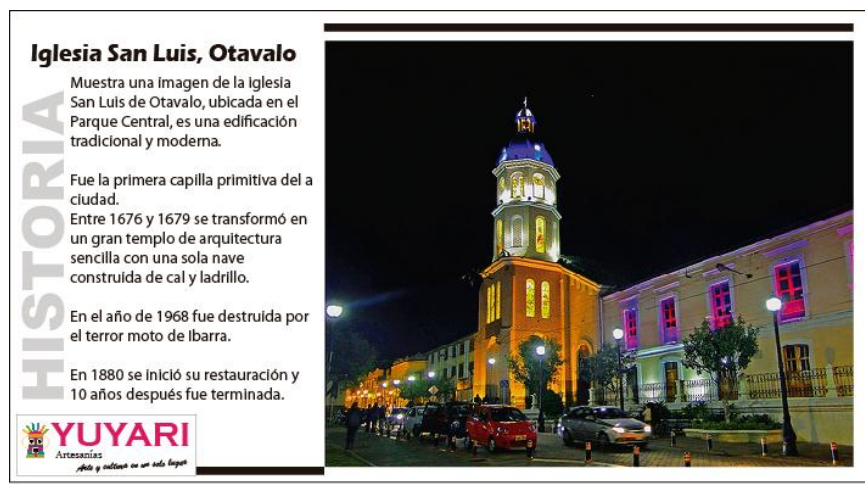 Iglesia San Luis, Otavalo
HISTORIA
Muestra una imagen de la iglesia
San Luis de Otavalo, ubicada en el
Parque Central, es una edificación
tradicional y moderna.
Fue la primera capilla primitiva del a
ciudad.
Entre 1676 y 1679 se transformó en
un gran templo de arquitectura
sencilla con una sola nave
construida de cal y ladrillo.
En el año de 1968 fue destruida por
el terror moto de Ibarra.
En 1880 se inició su restauración y
10 años después fue terminada.
YUYARI
Artesanías
Arte y cultura en un solo lugar